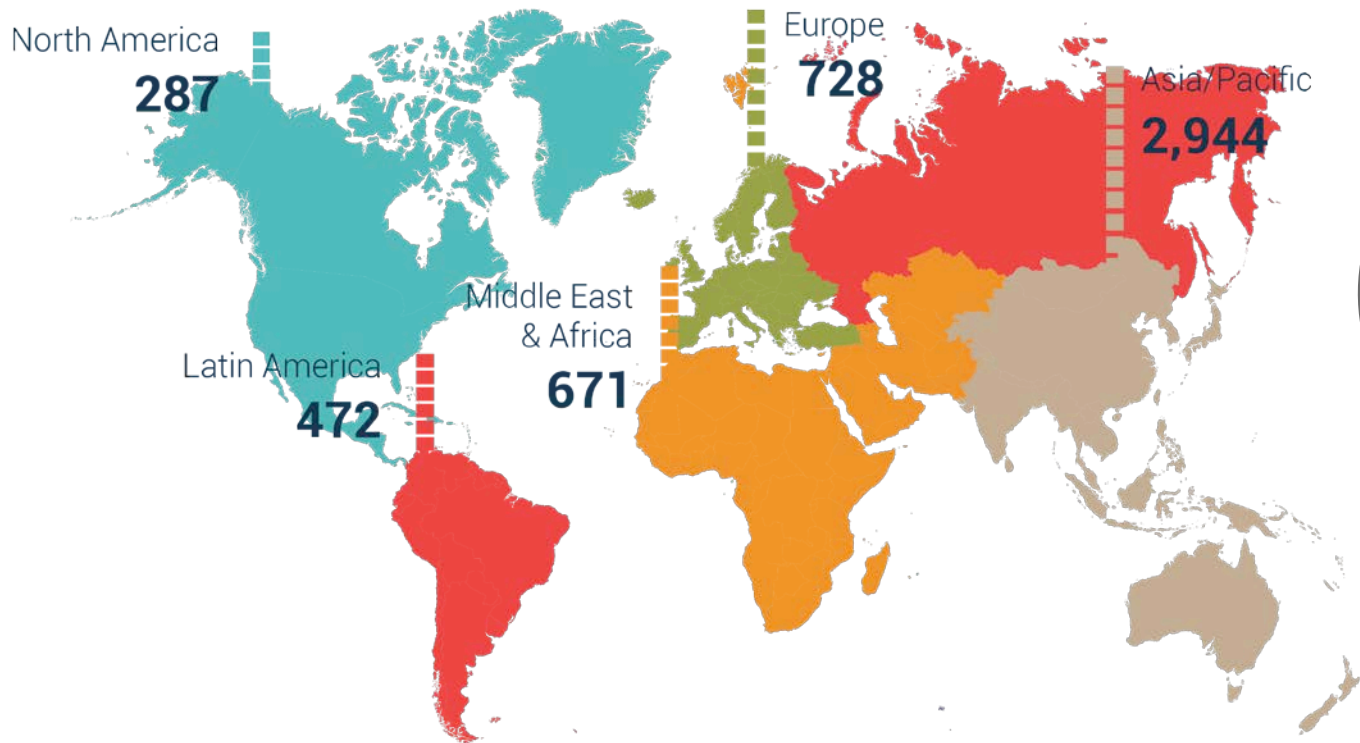 North America
287
Europe
728
Asia/Pacific
2,944
Middle East
& Africa
671
Latin America
472